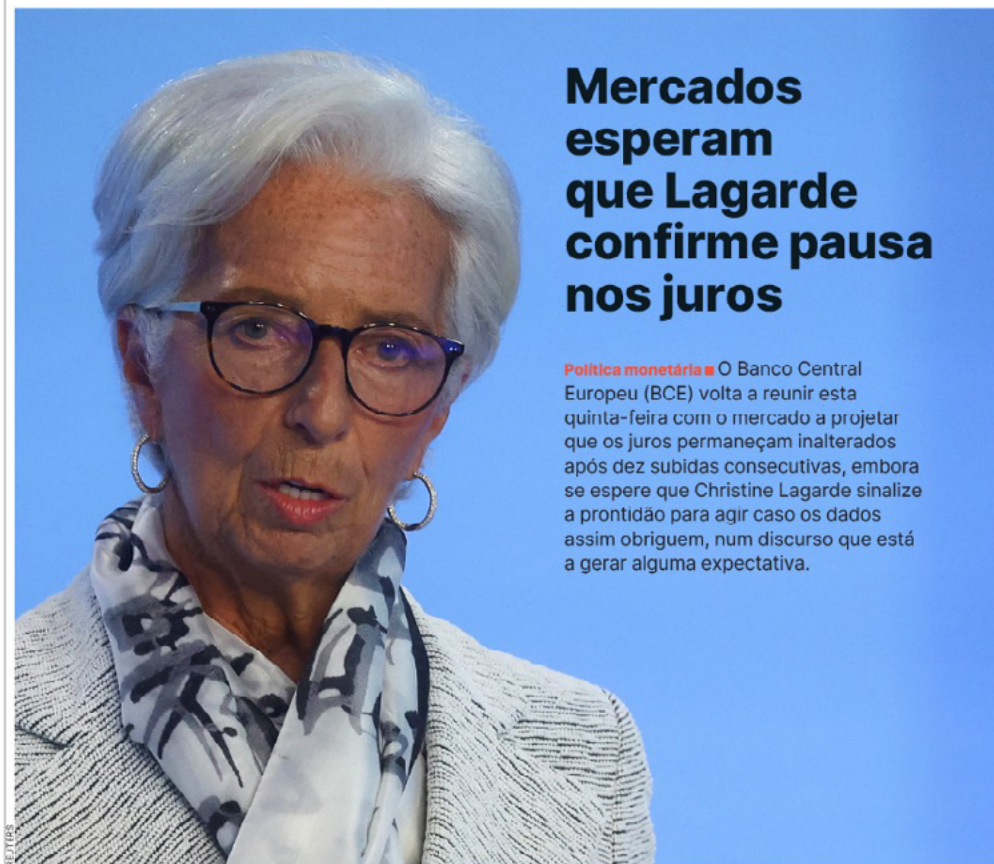 Mercados
esperam
que Lagarde
confirme pausa
nos juros
Política monetária ■ O Banco Central
Europeu (BCE) volta a reunir esta
quinta-feira com o mercado a projetar
que os juros permaneçam inalterados
após dez subidas consecutivas, embora
se espere que Christine Lagarde sinalize
a prontidão para agir caso os dados
assim obriguem, num discurso que está
a gerar alguma expectativa.
REUTERS